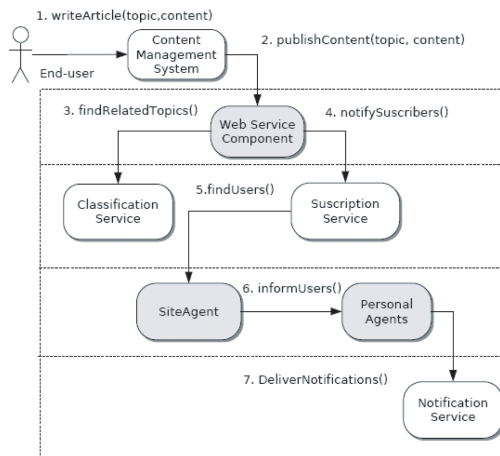 1. writeArticle(topic,content)
Content
Management
System
End-user
2. publishContent(topic, content)
3. findRelatedTopics()
Web Service
Component
4. notifySuscribers()
Classification
Service
5.findUsers()
Suscription
Service
SiteAgent
6. informUsers()
Personal
Agents
7. DeliverNotifications()
Notification
Service